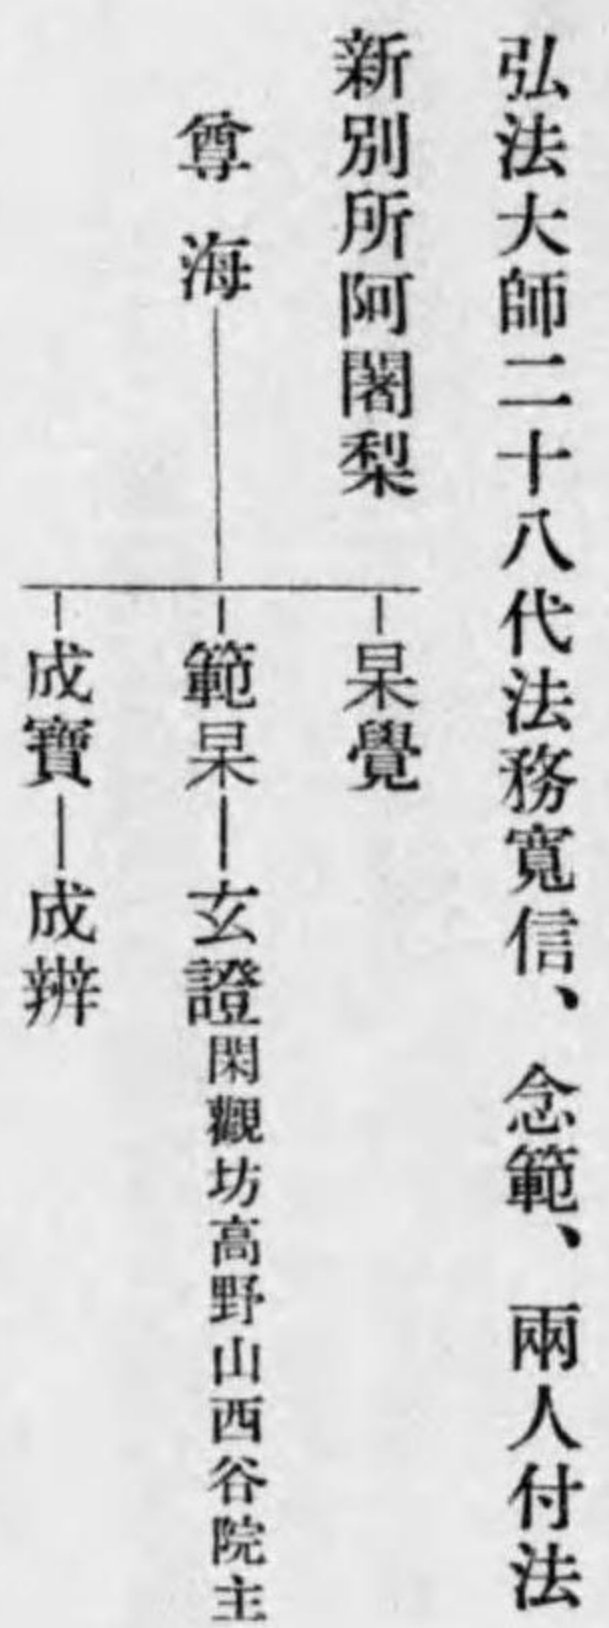 弘法大師二十八代法務寬信、念範、兩人付法
新別所阿闍梨
尊海
杲覺
範杲―玄證閑觀坊高野山西谷院主
成寶―成辨